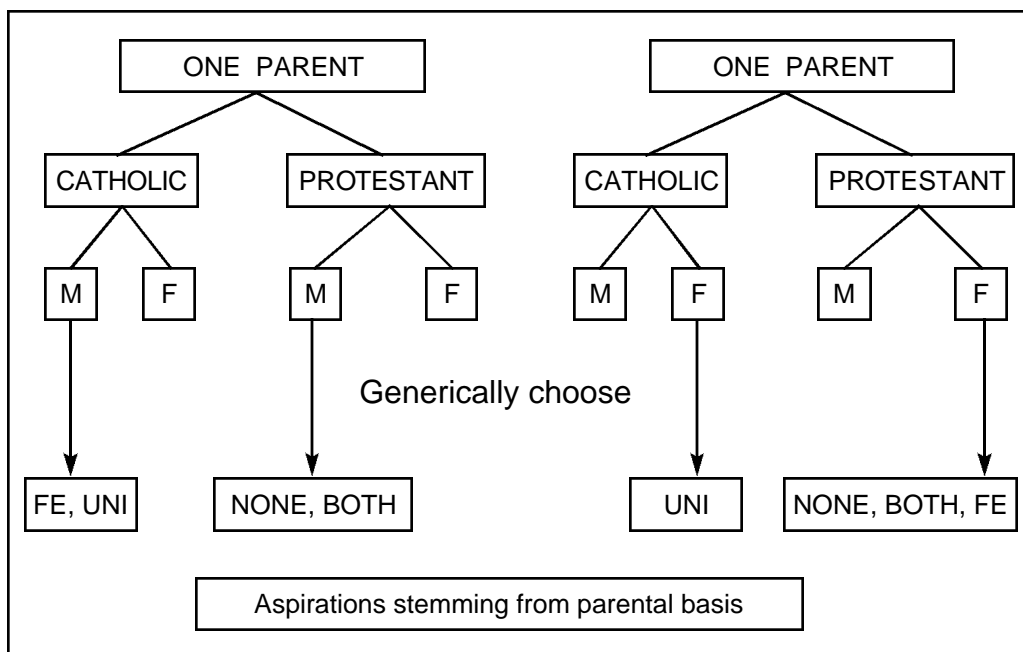 ONE PARENT
ONE PARENT
CATHOLIC
PROTESTANT
CATHOLIC
PROTESTANT
M
F
M
F
M
F
M
F
Generically choose
FE, UNI
NONE, BOTH
UNI
NONE, BOTH, FE
Aspirations stemming from parental basis